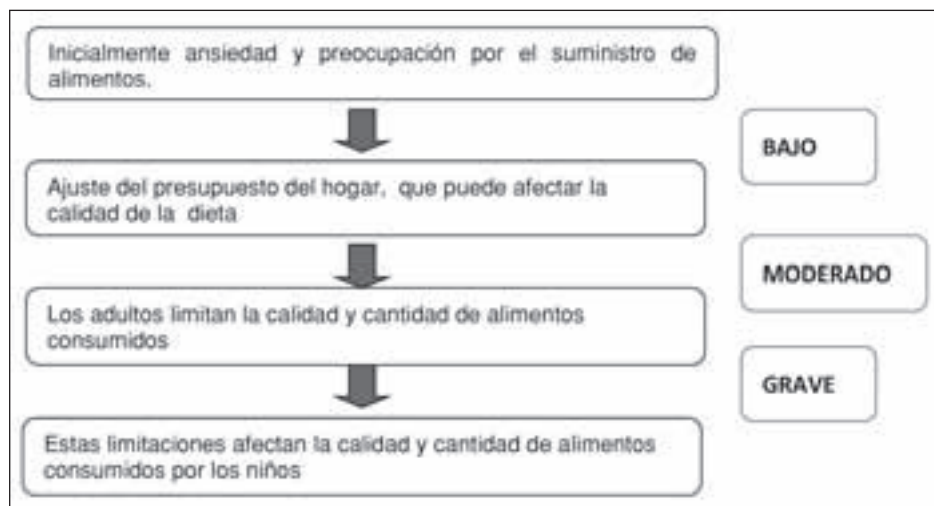 Inicialmente ansiedad y preocupación por el suministro de
alimentos.
BAJO
Ajuste del presupuesto del hogar, que puede afectar la
calidad de la dieta
MODERADO
Los adultos limitan la calidad y cantidad de alimentos
consumidos
GRAVE
Estas limitaciones afectan la calidad y cantidad de alimentos
consumidos por los niños